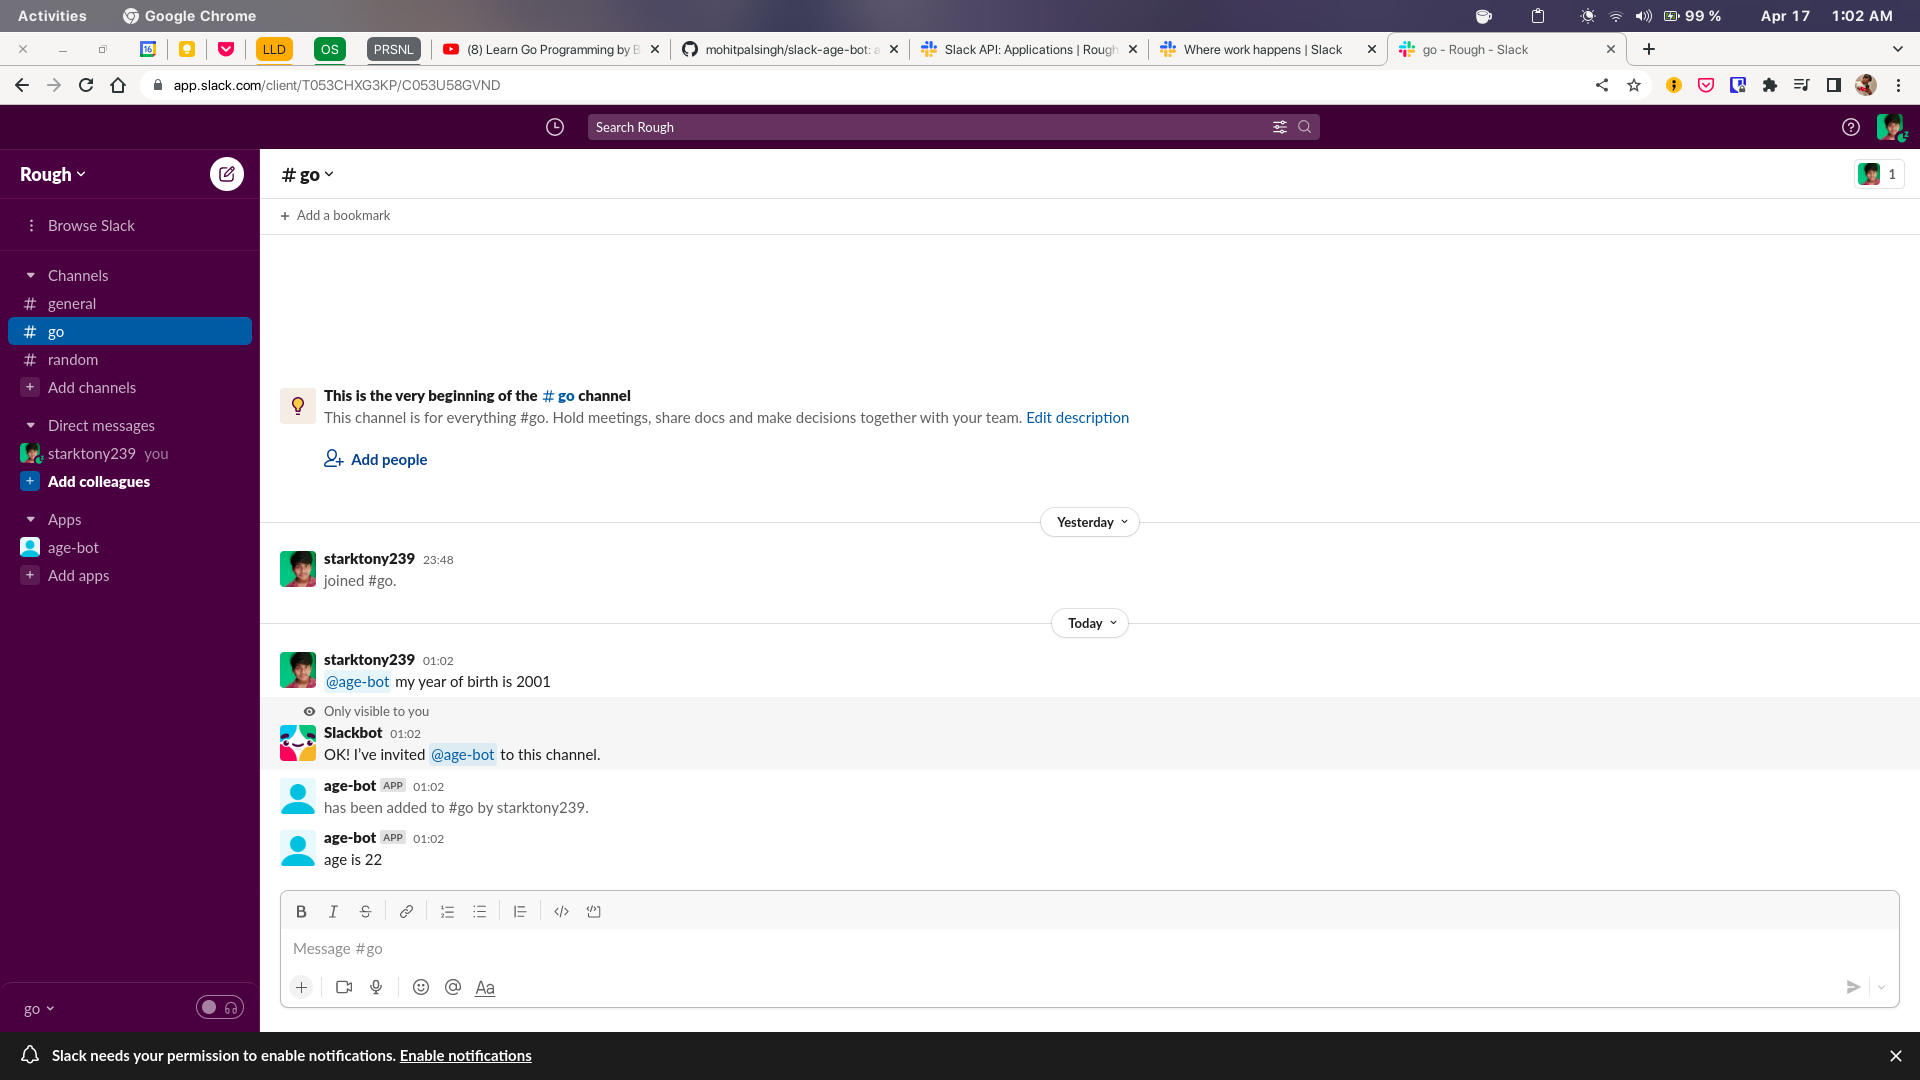 Activities
Google Chrome
99 %
Apr 17
1:02 AM
16
LLD
OS
PRSNL
(8) Learn Go Programming by B
mohitpalsingh/slack-age-bot: a
Slack API: Applications | Rough
Where work happens | Slack
go - Rough - Slack
app.slack.com/client/T053CHXG3KP/C053U58GVND
Search Rough
Rough
# go
1
Add a bookmark
Browse Slack
Channels
# general
# go
# random
+ Add channels
Direct messages
starktony239 you
+ Add colleagues
Apps
age-bot
+ Add apps
This is the very beginning of the # go channel
This channel is for everything #go. Hold meetings, share docs and make decisions together with your team. Edit description
Add people
Yesterday
starktony239 23:48
joined #go.
Today
starktony239 01:02
@age-bot my year of birth is 2001
Only visible to you
Slackbot 01:02
OK! I’ve invited @age-bot to this channel.
age-bot APP 01:02
has been added to #go by starktony239.
age-bot APP 01:02
age is 22
B I S
Message #go
Aa
go
Slack needs your permission to enable notifications. Enable notifications